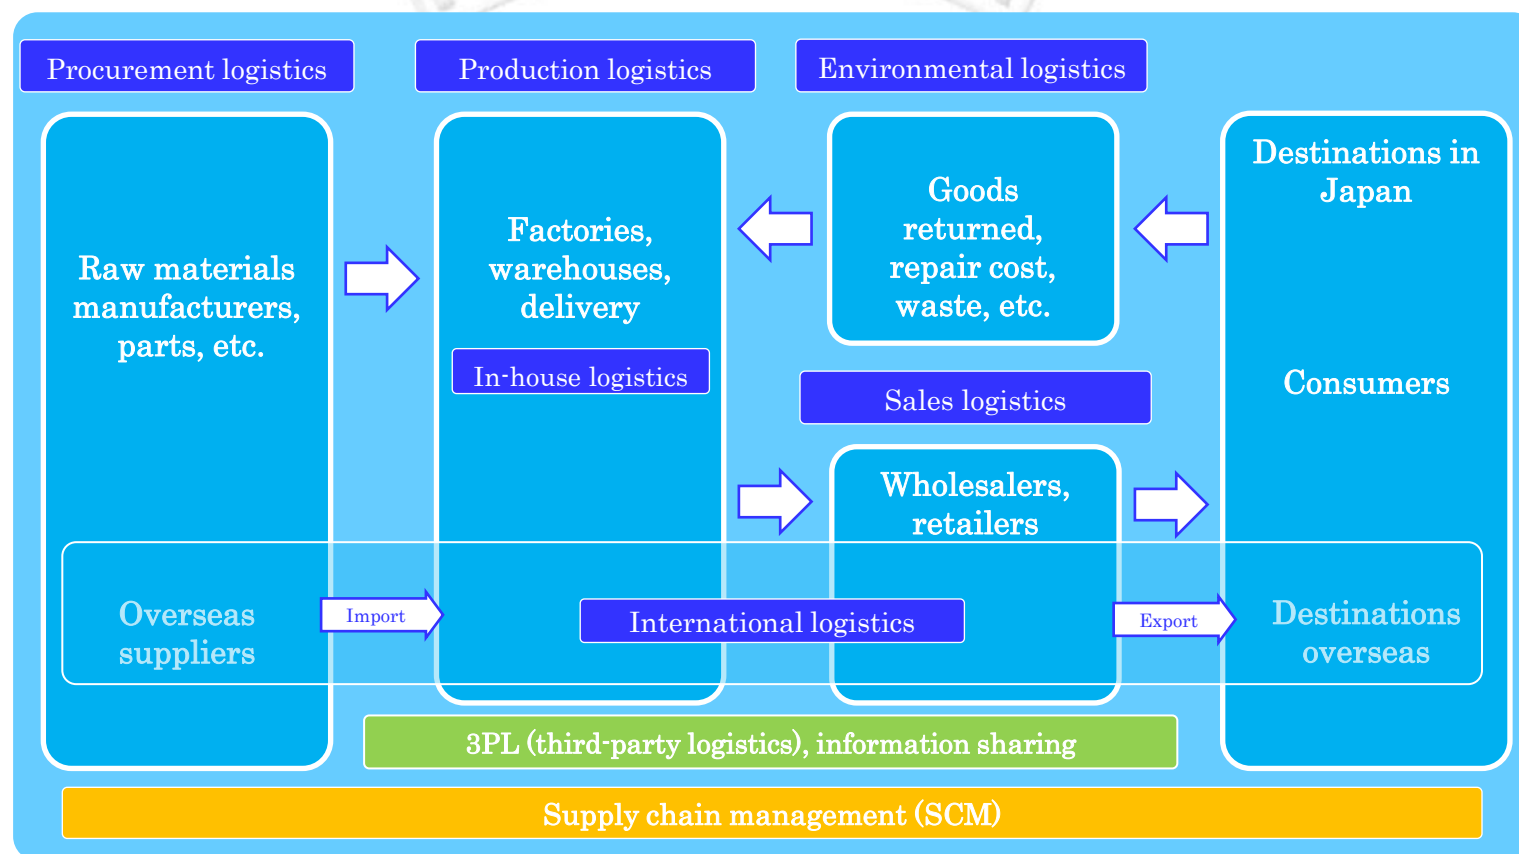 Procurement logistics
Production logistics
Environmental logistics
Raw materials
manufacturers,
parts, etc.
Factories,
warehouses,
delivery
In-house logistics
Goods
returned,
repair cost,
waste, etc.
Sales logistics
Wholesalers,
retailers
Destinations in
Japan
Consumers
Overseas
suppliers
Import
International logistics
Export
Destinations
overseas
3PL (third-party logistics), information sharing
Supply chain management (SCM)